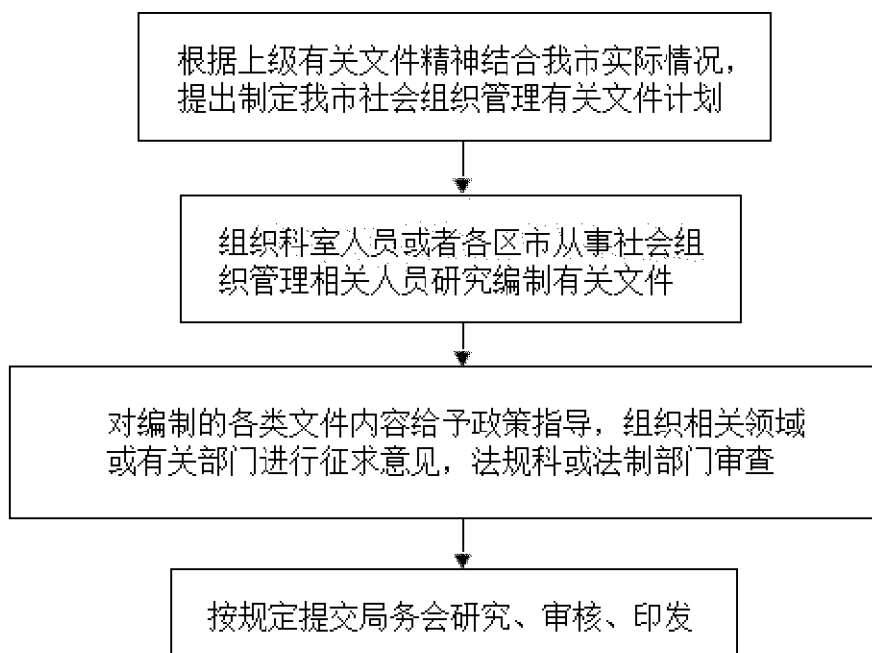 根据上级有关文件精神结合我市实际情况，
提出制定我市社会组织管理有关文件计划
组织科室人员或者各区市从事社会组
织管理相关人员研究编制有关文件
对编制的各类文件内容给予政策指导，组织相关领域
或有关部门进行征求意见，法规科或法制部门审查
按规定提交局务会研究、审核、印发